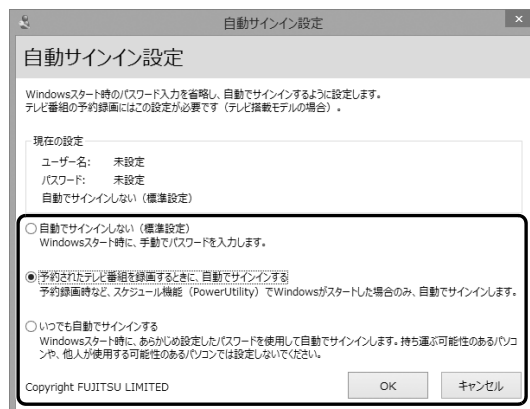 自動サインイン設定
自動サインイン設定
Windowsスタート時のパスワード入力を省略し、自動でサインインするように設定します。
テレビ番組の予約録画にはこの設定が必要です（テレビ搭載モデルの場合）。
現在の設定
ユーザー名: 未設定
パスワード: 未設定
自動でサインインしない（標準設定）
自動でサインインしない（標準設定）
Windowsスタート時に、手動でパスワードを入力します。
予約されたテレビ番組を録画するときに、自動でサインインする
予約録画時など、スケジュール機能（PowerUtility）でWindowsがスタートした場合のみ、自動でサインインします。
いつでも自動でサインインする
Windowsスタート時に、あらかじめ設定したパスワードを使用して自動でサインインします。持ち運ぶ可能性のあるパソコ
ンや、他人が使用する可能性のあるパソコンでは設定しないでください。
Copyright FUJITSU LIMITED
OK
キャンセル